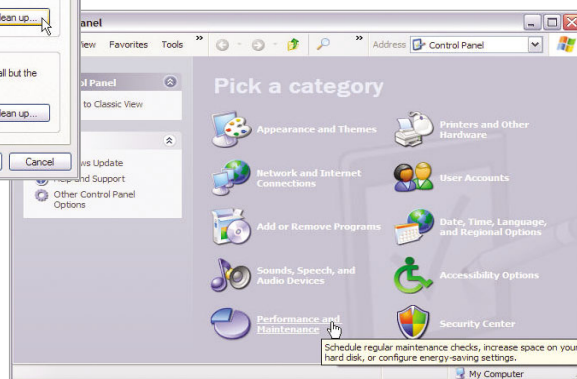 lean up...
all but the
lean up...
Cancel
anel
View Favorites Tools »
» Address Control Panel
ol Panel
to Classic View
ws Update
and Support
Other Control Panel
Options
Pick a category
Appearance and Themes
Printers and Other
Hardware
Network and Internet
Connections
User Accounts
Add or Remove Programs
Date, Time, Language,
and Regional Options
Sounds, Speech, and
Audio Devices
Accessibility Options
Performance and
Maintenance
Security Center
Schedule regular maintenance checks, increase space on your
hard disk, or configure energy-saving settings.
My Computer